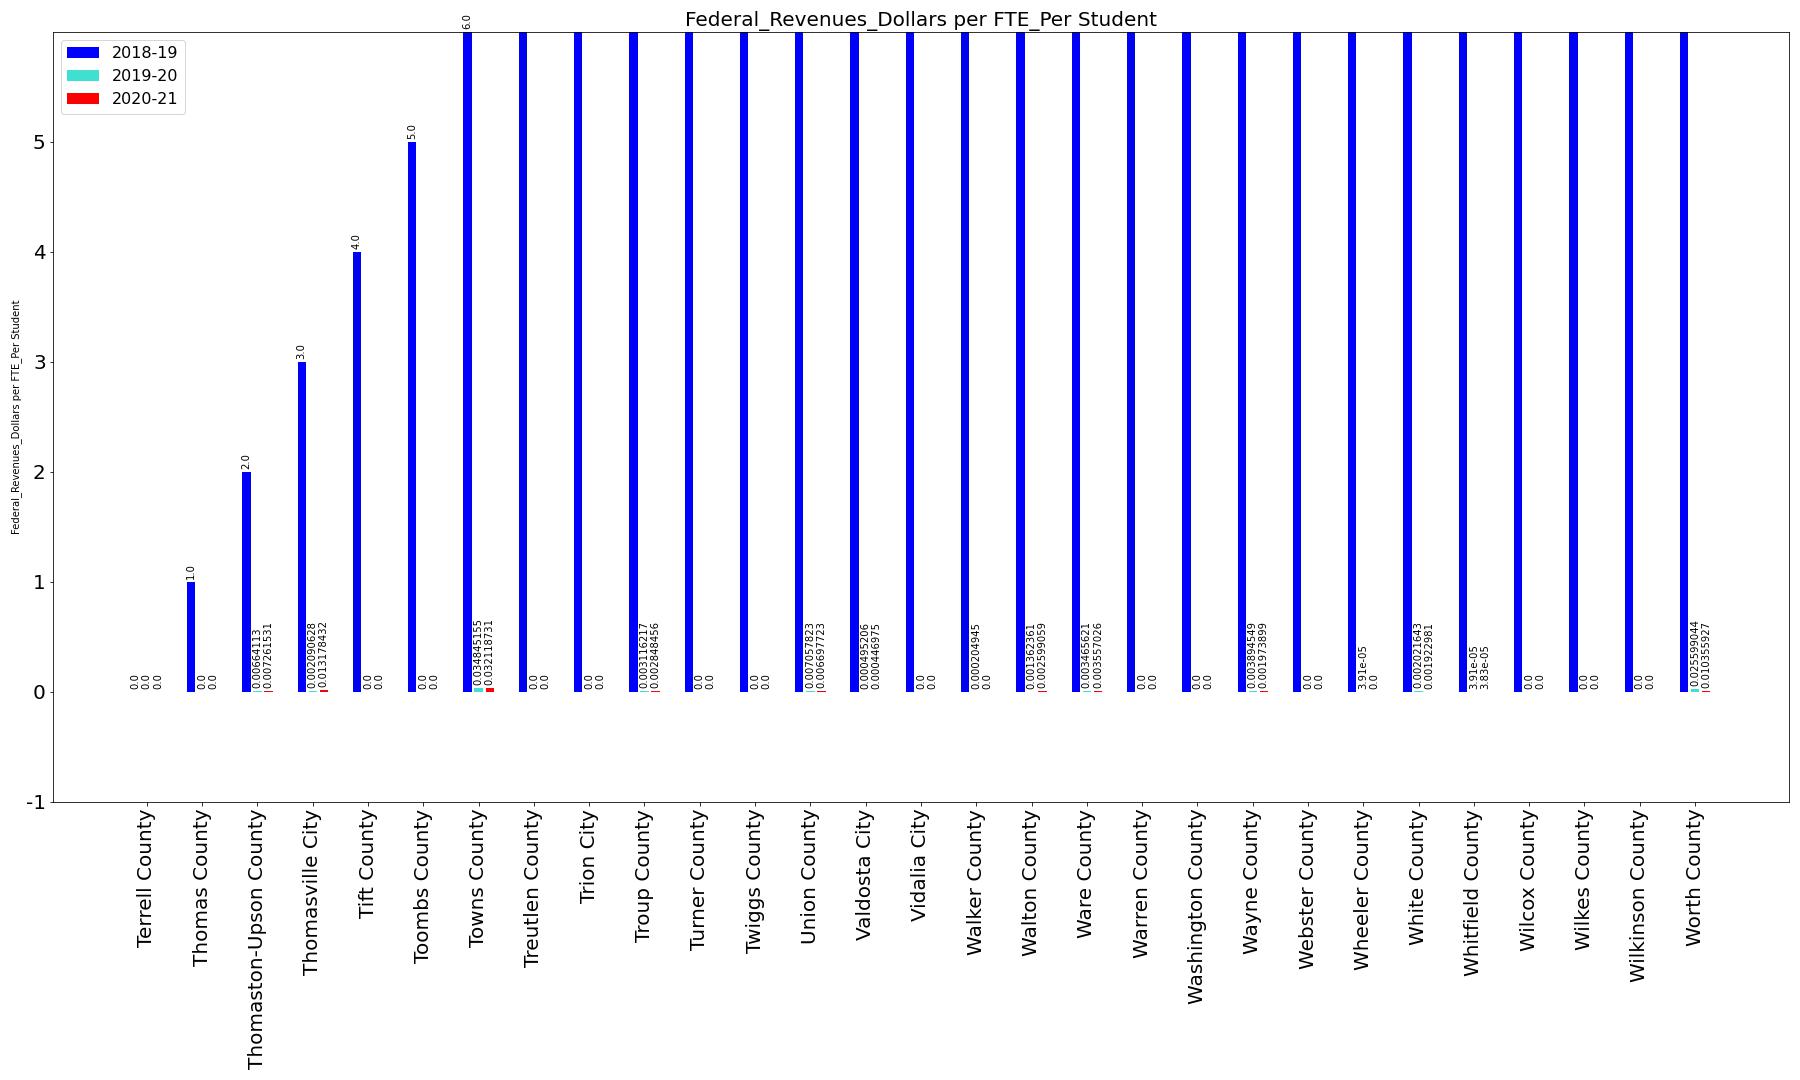 Federal_Revenues_Dollars per FTE_Per Student
2018-19
2019-20
2020-21
Federal_Revenues_Dollars per FTE_Per Student
5
4
3
2
1
0
-1
0.0
0.0
0.0
1.0
0.0
0.0
2.0
0.000664113
0.007261531
3.0
0.002090628
0.013178432
4.0
0.0
0.0
5.0
0.0
0.0
6.0
0.034845155
0.032118731
0.0
0.0
0.0
0.0
0.003116217
0.002848456
0.0
0.0
0.0
0.0
0.007057823
0.006697723
0.000495206
0.000446975
0.0
0.0
0.000204945
0.0
0.001362361
0.002599059
0.003465621
0.003557026
0.0
0.0
0.0
0.0
0.003894549
0.001973899
0.0
0.0
3.91e-05
0.0
0.002021643
0.001922981
3.91e-05
3.83e-05
0.0
0.0
0.0
0.0
0.0
0.0
0.025599044
0.010355927
Terrell County
Thomas County
Thomaston-Upson County
Thomasville City
Tift County
Toombs County
Towns County
Treutlen County
Trion City
Troup County
Turner County
Twiggs County
Union County
Valdosta City
Vidalia City
Walker County
Walton County
Ware County
Warren County
Washington County
Wayne County
Webster County
Wheeler County
White County
Whitfield County
Wilcox County
Wilkes County
Wilkinson County
Worth County